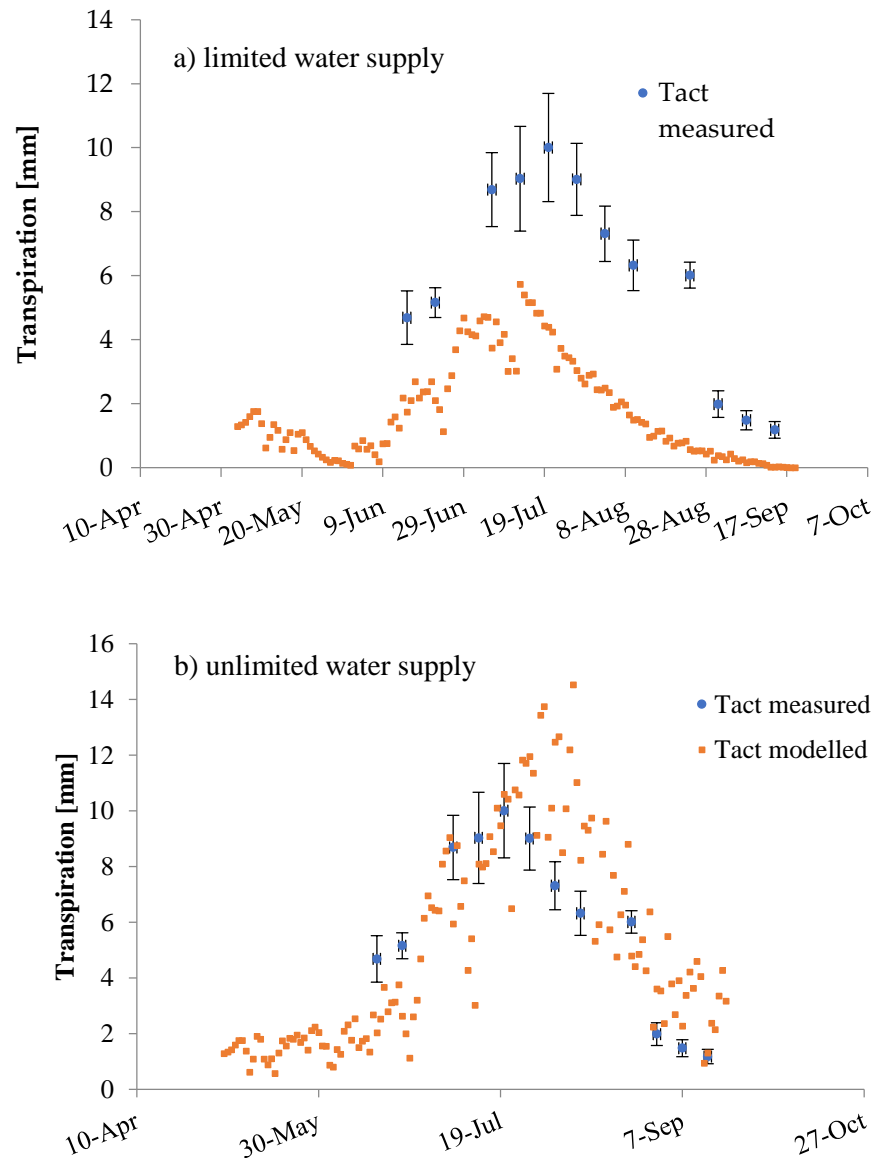 14
a) limited water supply
12
Tact
measured
10
8
6
4
2
0
Transpiration [mm]
10-Apr
30-Apr
20-May
9-Jun
29-Jun
19-Jul
8-Aug
28-Aug
17-Sep
7-Oct
16
b) unlimited water supply
14
Tact measured
Tact modelled
12
10
8
6
4
2
0
Transpiration [mm]
10-Apr
30-May
19-Jul
7-Sep
27-Oct